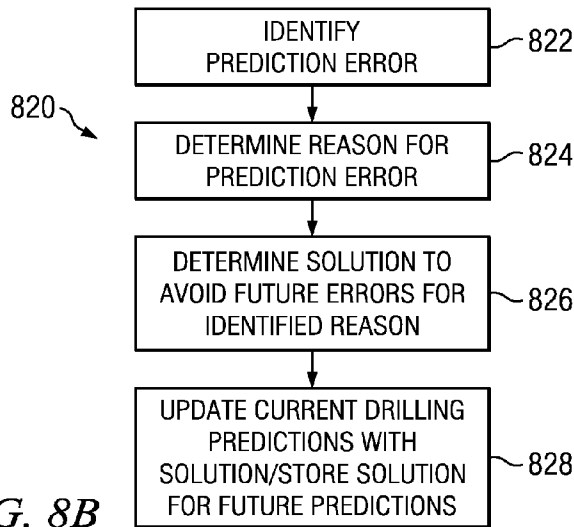 IDENTIFY
PREDICTION ERROR
822
820
DETERMINE REASON FOR
PREDICTION ERROR
824
DETERMINE SOLUTION TO
AVOID FUTURE ERRORS FOR
IDENTIFIED REASON
826
UPDATE CURRENT DRILLING
PREDICTIONS WITH
SOLUTION/STORE SOLUTION
FOR FUTURE PREDICTIONS
828
G. 8B